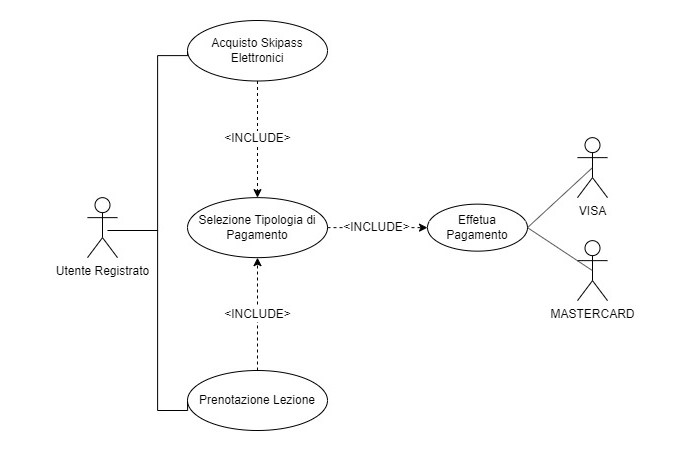 Acquisto Skipass
Elettronici
<INCLUDE>
Selezione Tipologia di
Pagamento
<INCLUDE>
Effetua
Pagamento
VISA
Utente Registrato
MASTERCARD
<INCLUDE>
Prenotazione Lezione